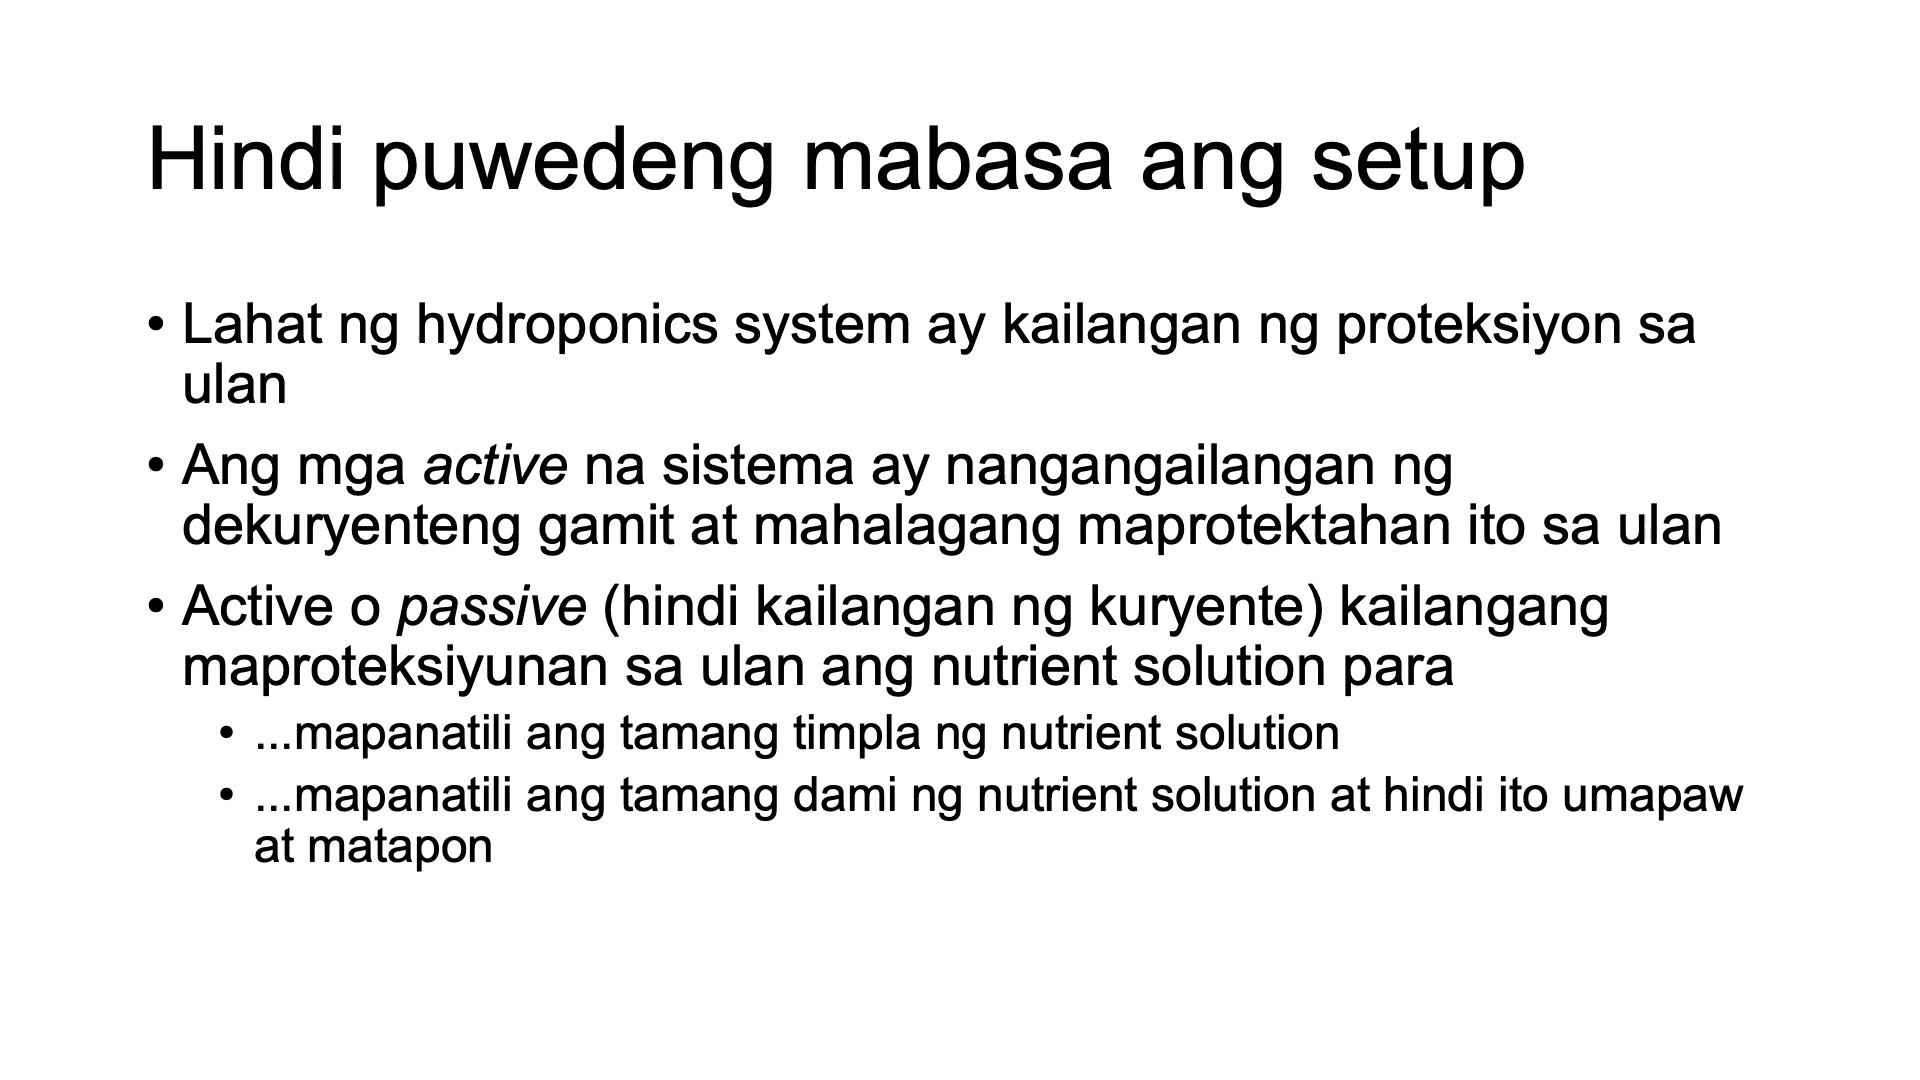 Hindi puwedeng mabasa ang setup
• Lahat ng hydroponics system ay kailangan ng proteksiyon sa
ulan
• Ang mga active na sistema ay nangangailangan ng
dekuryenteng gamit at mahalagang maprotektahan ito sa ulan
• Active o passive (hindi kailangan ng kuryente) kailangang
maproteksiyunan sa ulan ang nutrient solution para
• ...mapanatili ang tamang timpla ng nutrient solution
• ...mapanatili ang tamang dami ng nutrient solution at hindi ito umapaw
at matapon